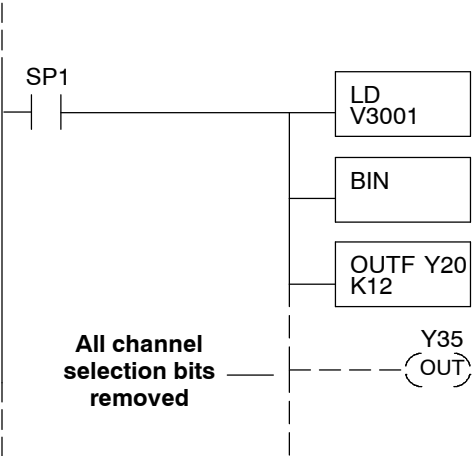 SP1
LD
V3001
BIN
OUTF Y20
K12
Y35
OUT
All channel
selection bits
removed